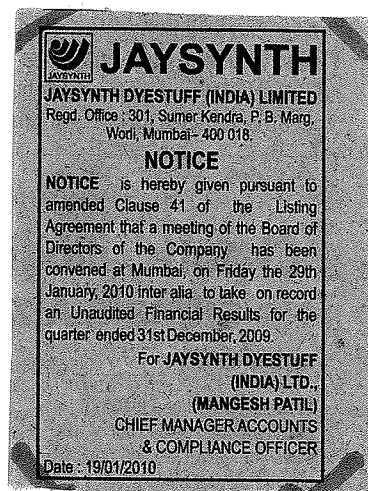 JAYSYNTH
JAYSYNTH
JAYSYNTH DYESTUFF (INDIA) LIMITED
Regd. Office : 301, Sumer Kendra, P. B. Marg,
Worli, Mumbai- 400 018.
NOTICE
NOTICE is hereby given pursuant to
amended Clause 41 of the Listing
Agreement that a meeting of the Board of
Directors of the Company has been
convened at Mumbai, on Friday the 29th
January, 2010 inter alia to take on record
an Unaudited Financial Results for the
quarter ended 31st December, 2009.
For JAYSYNTH DYESTUFF
(INDIA) LTD.,
(MANGESH PATIL)
CHIEF MANAGER ACCOUNTS
& COMPLIANCE OFFICER
Date : 19/01/2010